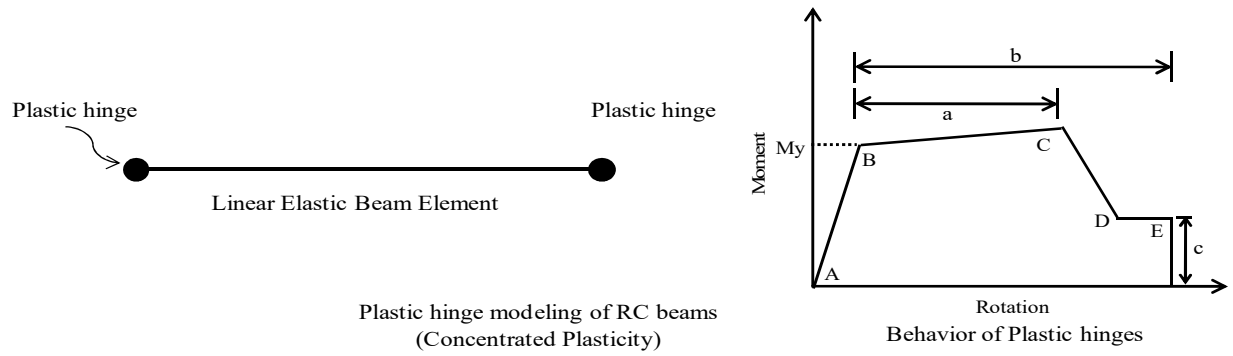 Plastic hinge
Plastic hinge
Linear Elastic Beam Element
Plastic hinge modeling of RC beams
(Concentrated Plasticity)
b
a
My
B
C
Moment
D
E
c
A
Rotation
Behavior of Plastic hinges